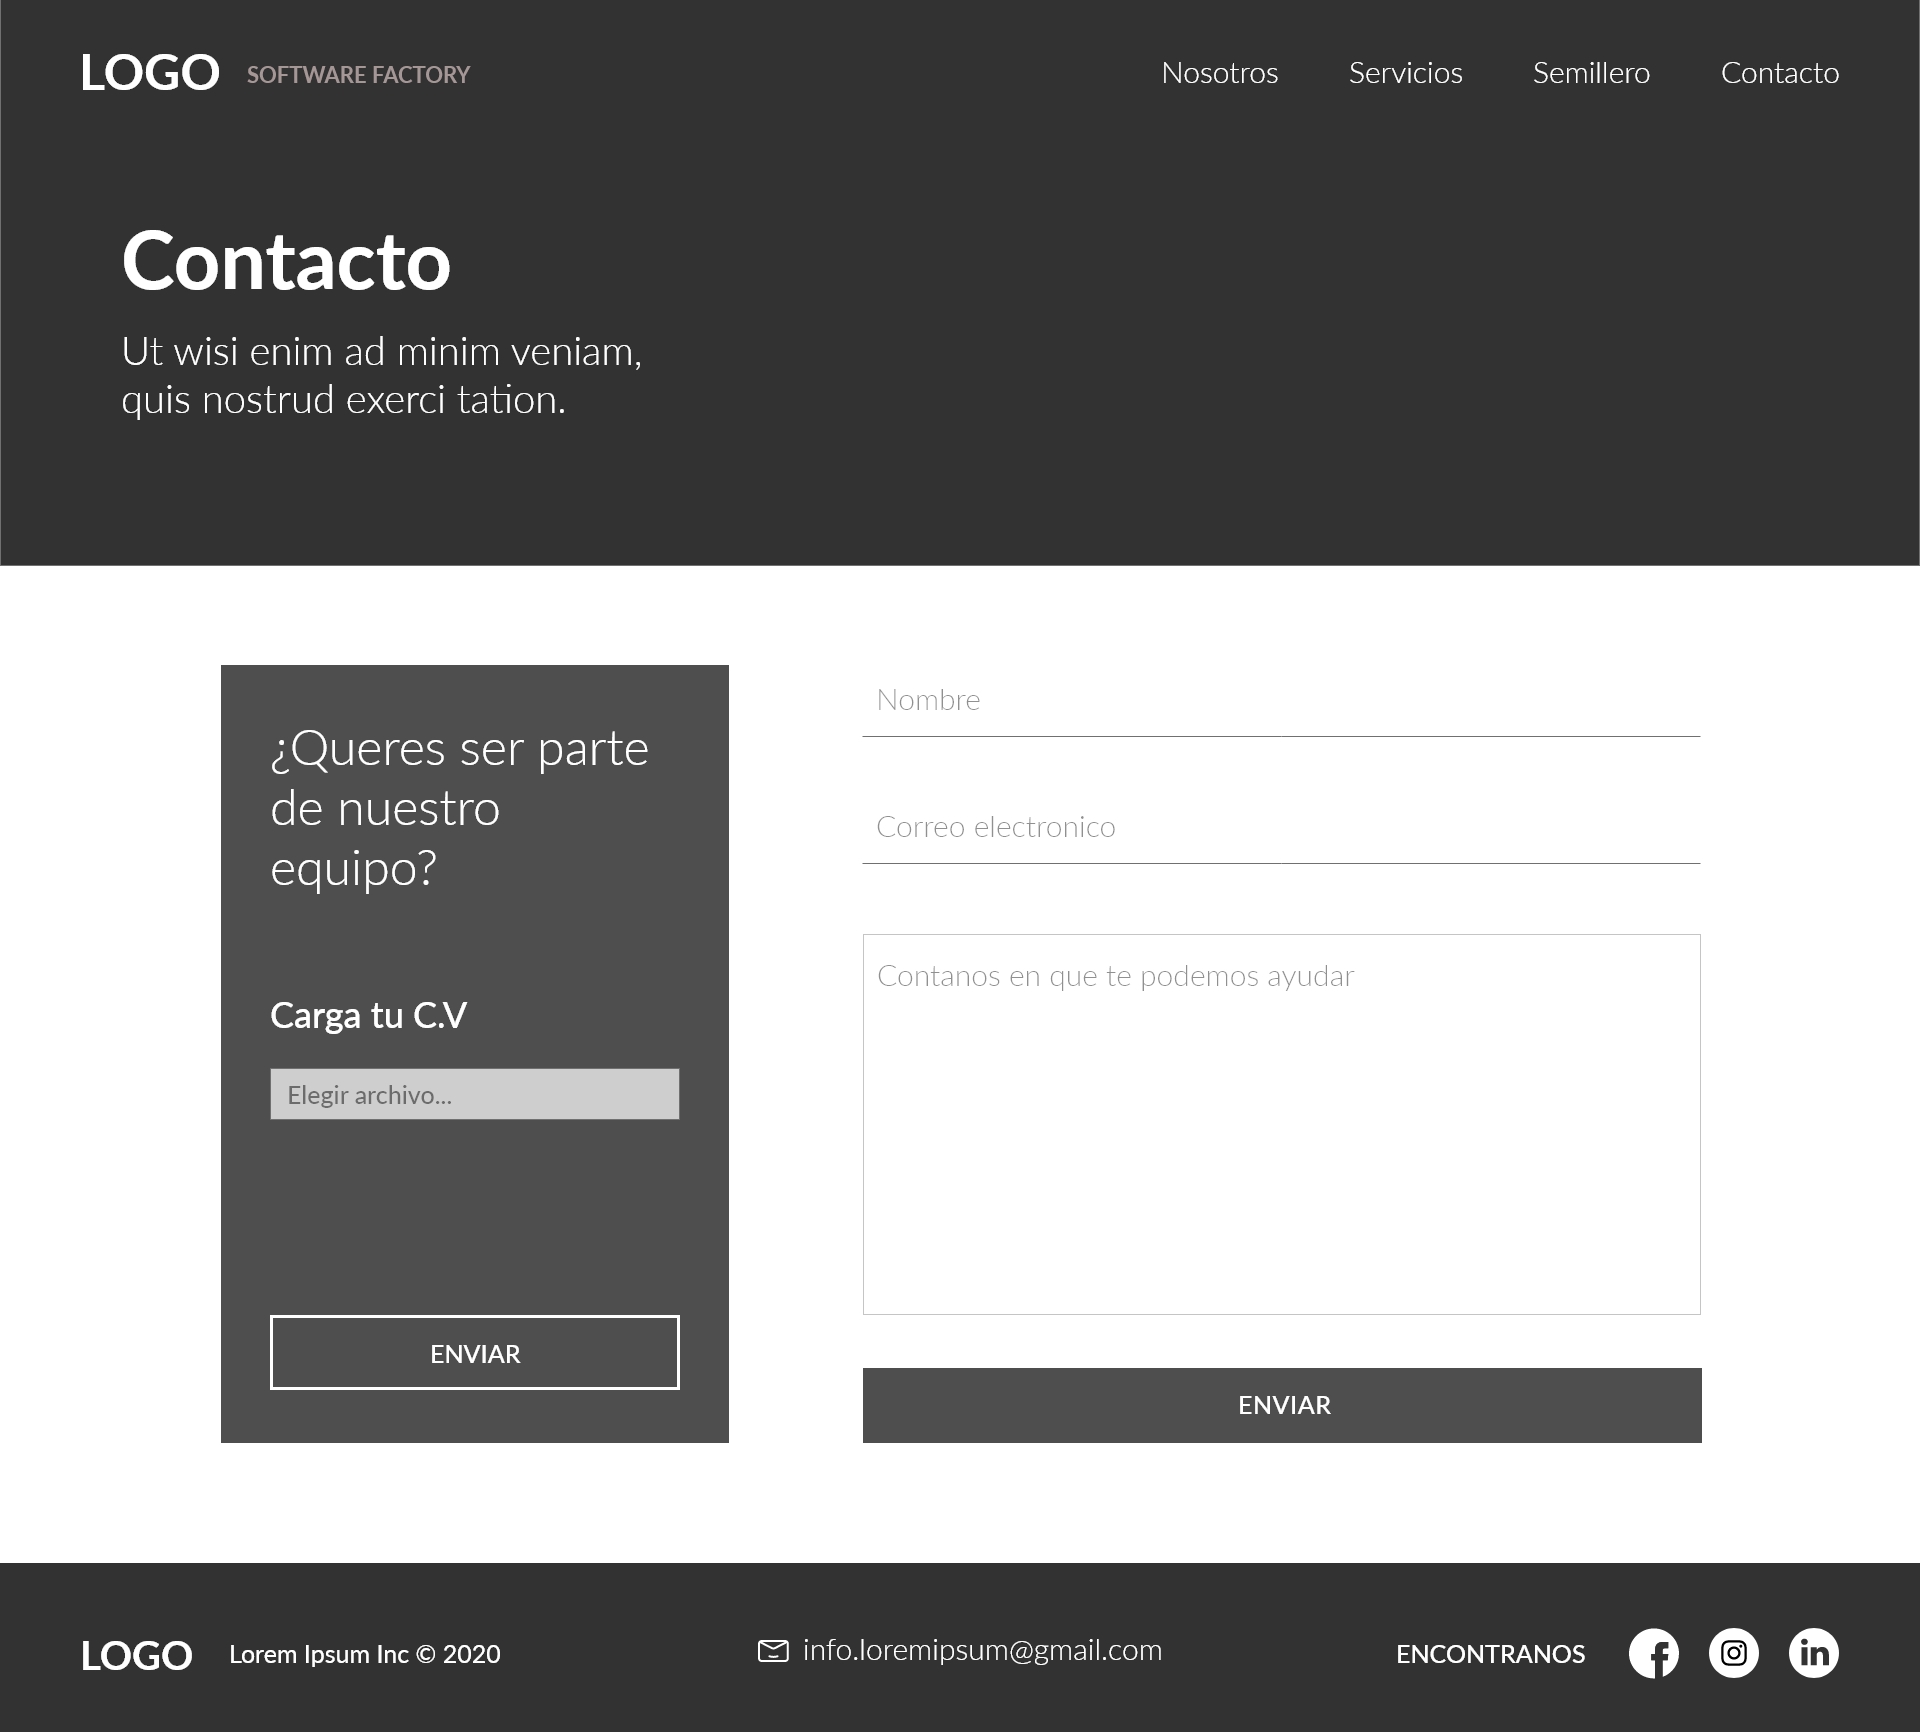 LOGO SOFTWARE FACTORY Nosotros Servicios Semillero Contacto
Contacto
Ut wisi enim ad minim veniam,
quis nostrud exerci tation.
¿Queres ser parte
de nuestro
equipo?
Carga tu C.V
Elegir archivo...
ENVIAR
Nombre
Correo electronico
Contanos en que te podemos ayudar
ENVIAR
LOGO Lorem Ipsum Inc © 2020 info.loremipsum@gmail.com ENCONTRANOS